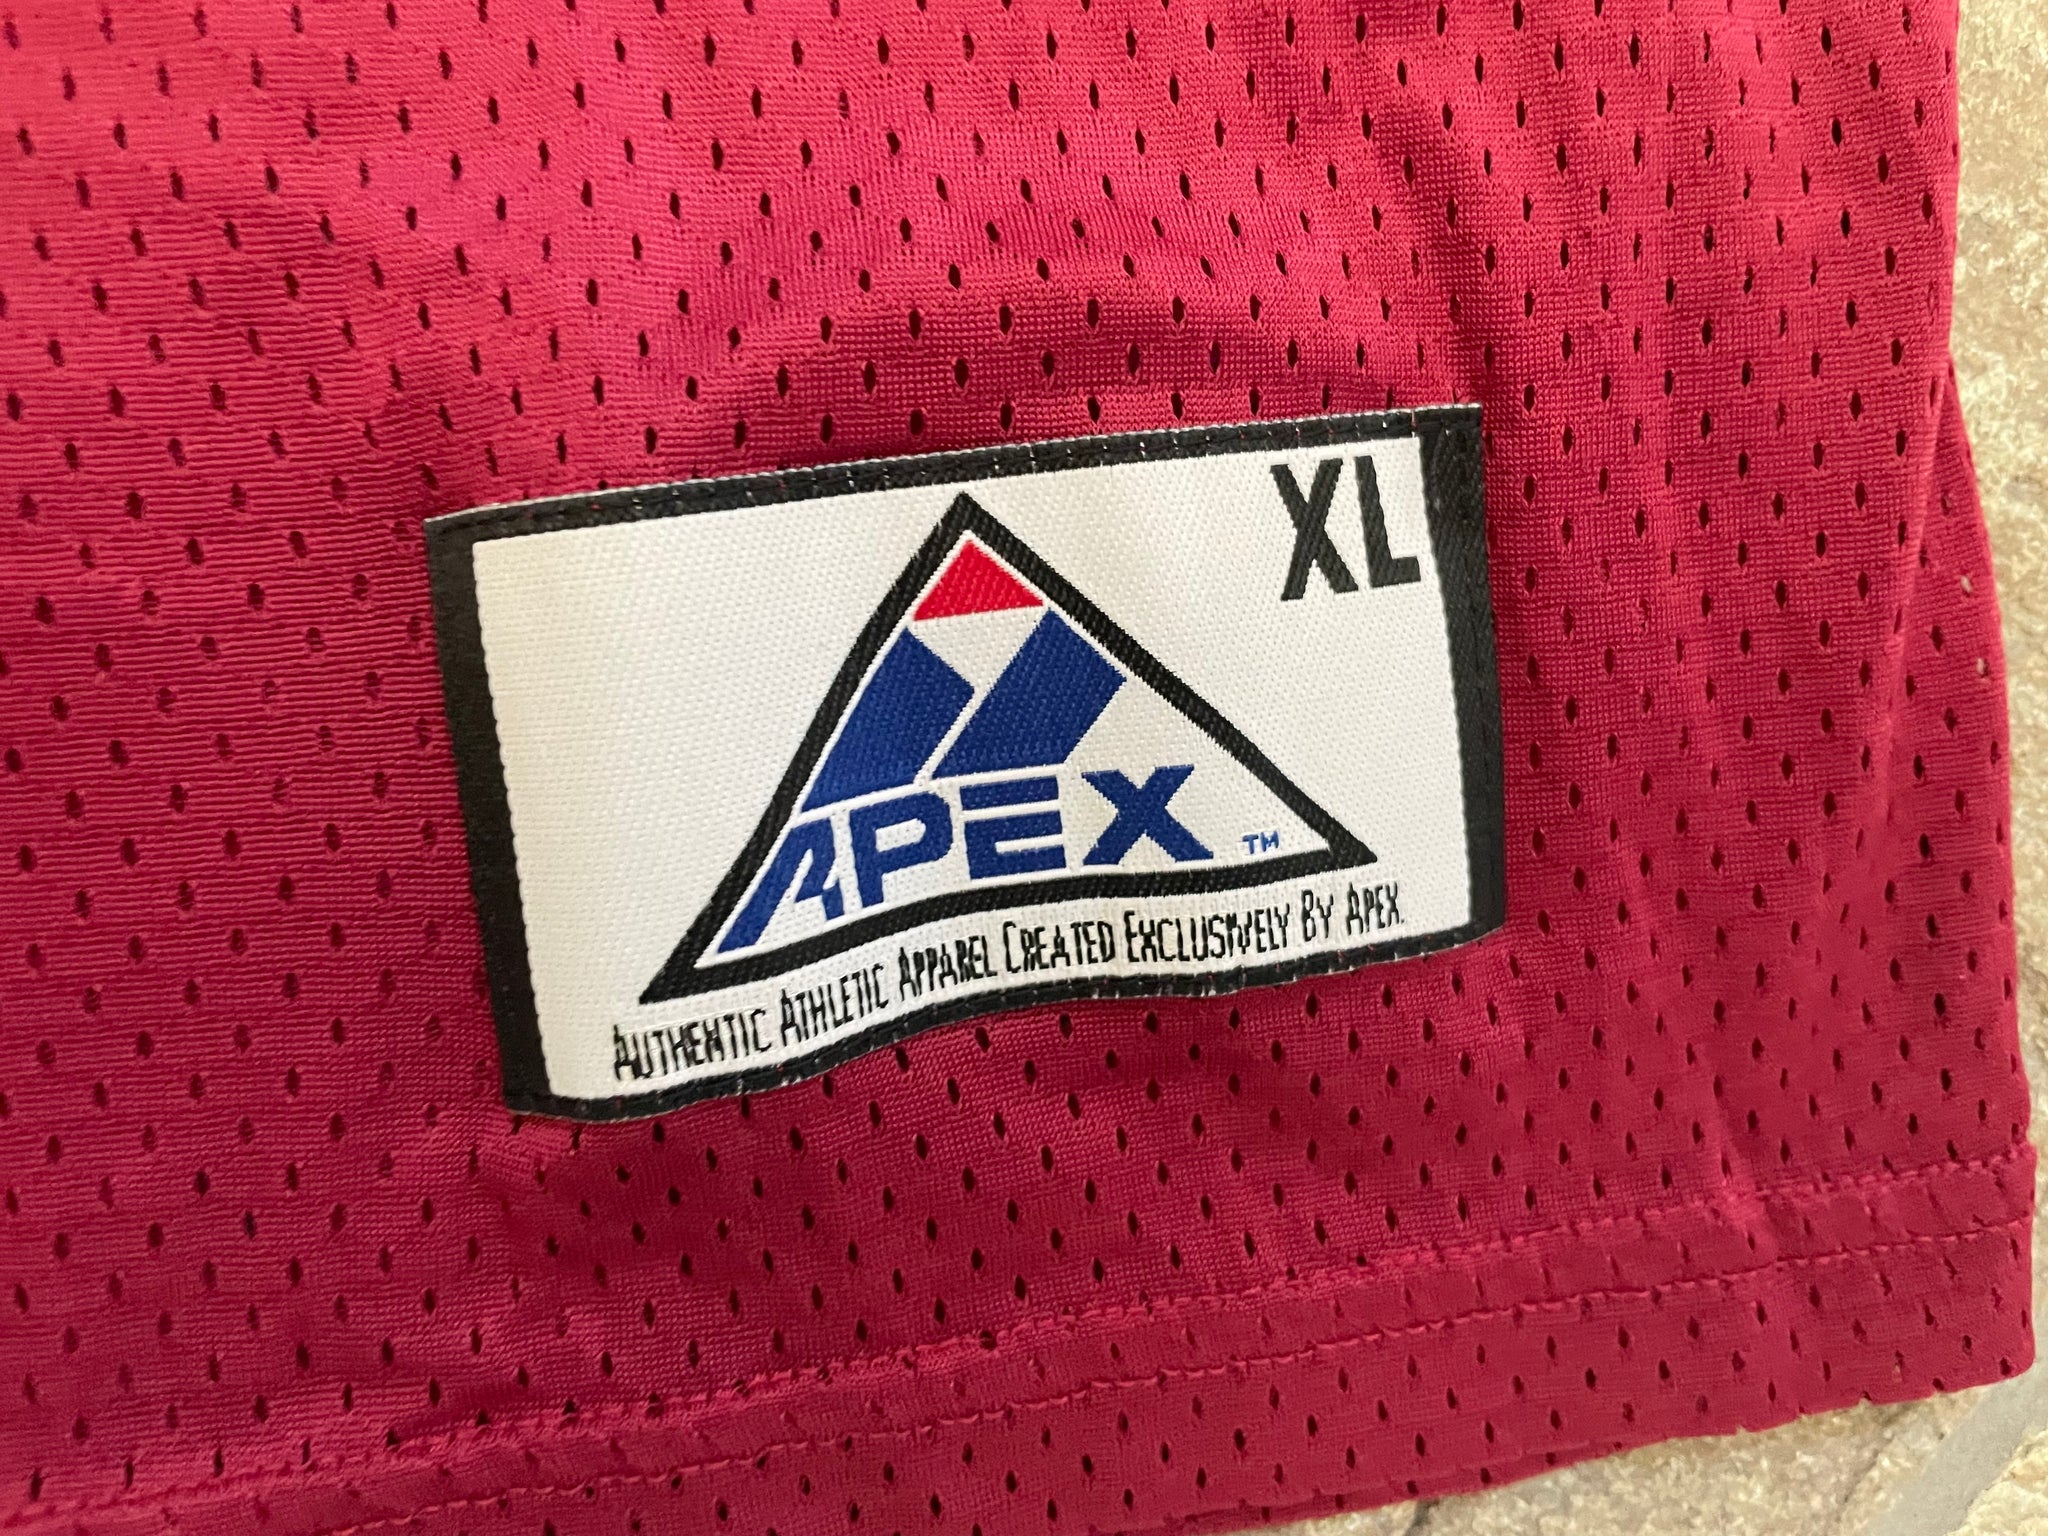 XL
APEX ™
AUTHENTIC ATHLETIC APPAREL CREATED EXCLUSIVELY BY APEX.